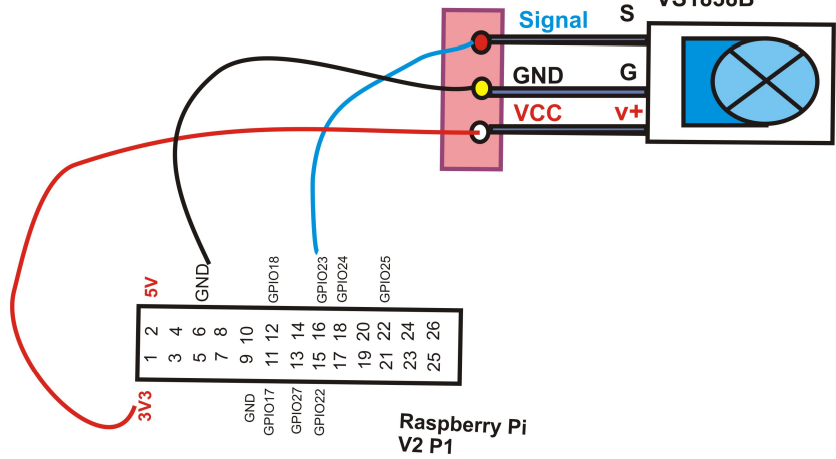 VS1838B
Signal S
GND G
VCC v+
5V
GND
GPIO18
GPIO23
GPIO24
GPIO25
2 4 6 8 10 12 14 16 18 20 22 24 26
1 3 5 7 9 11 13 15 17 19 21 23 25
3V3
GND
GPIO17
GPIO27
GPIO22
Raspberry Pi
V2 P1